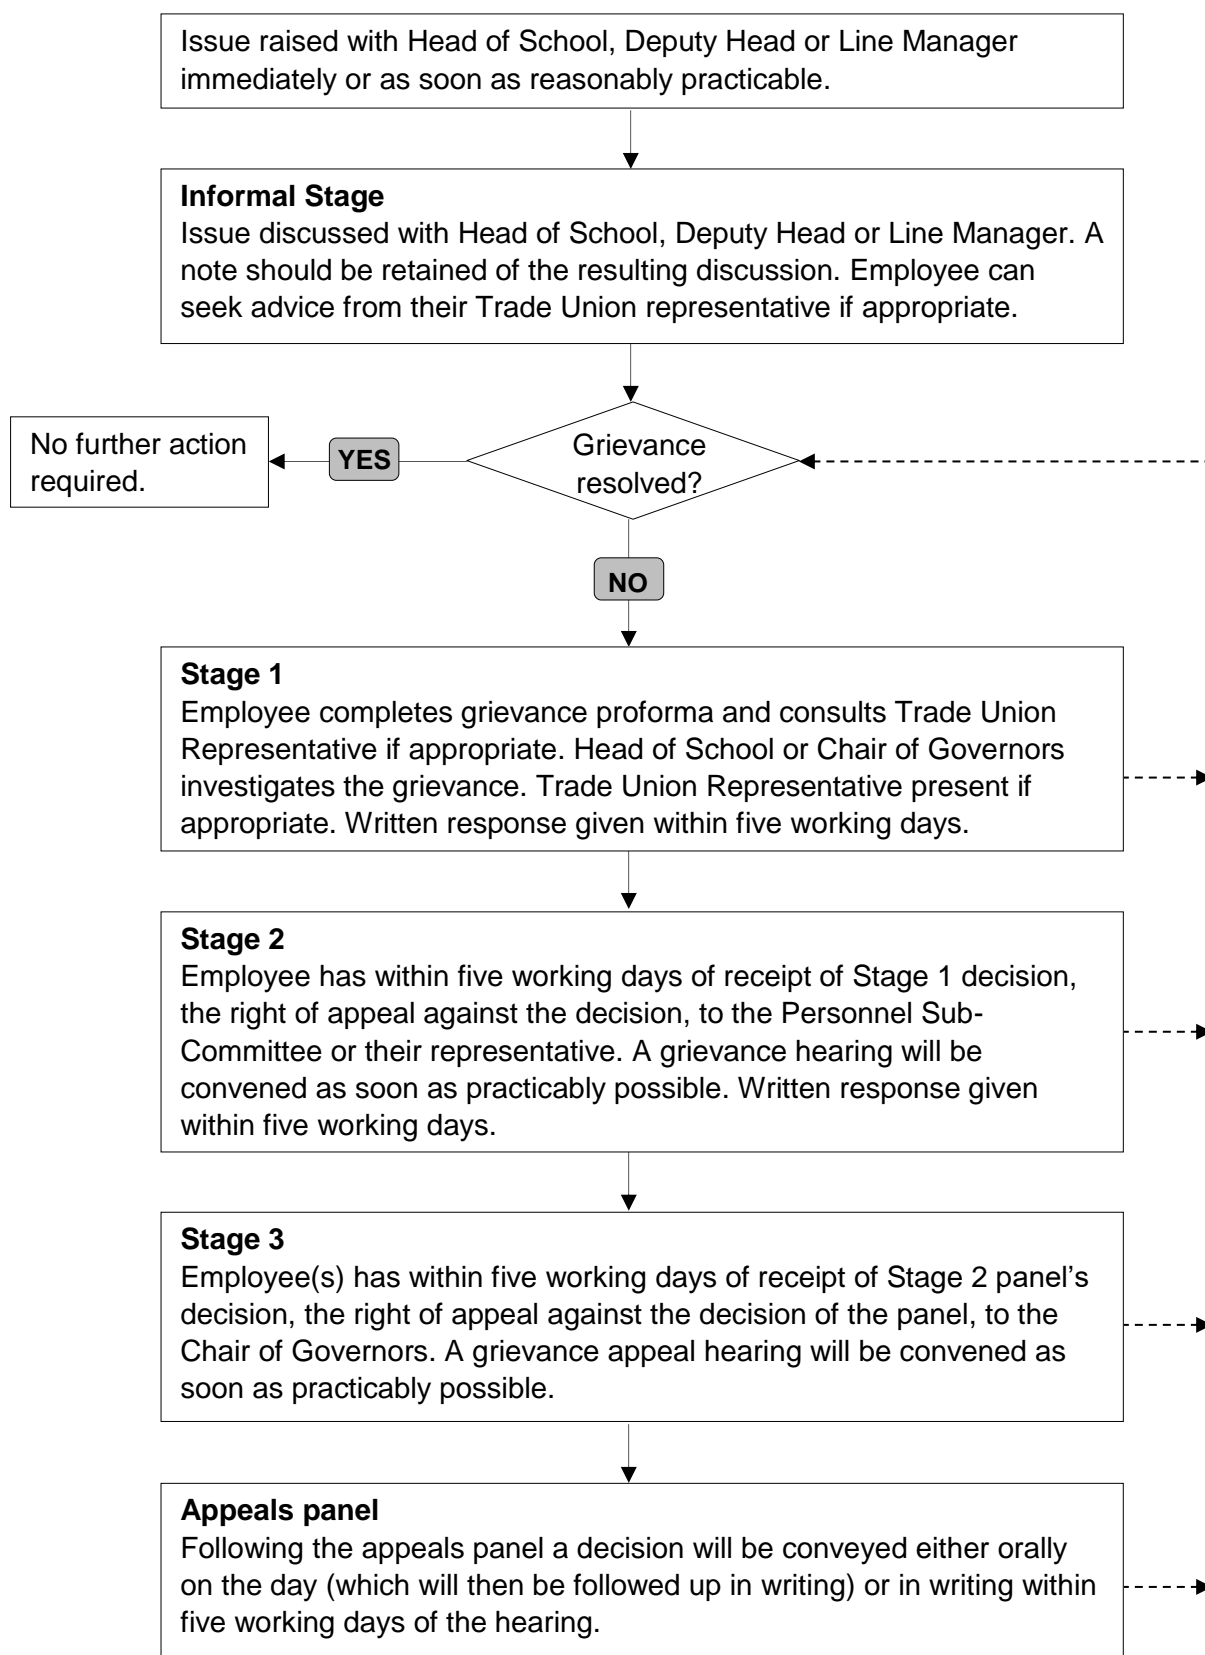 Issue raised with Head of School, Deputy Head or Line Manager
immediately or as soon as reasonably practicable.
Informal Stage
Issue discussed with Head of School, Deputy Head or Line Manager. A
note should be retained of the resulting discussion. Employee can
seek advice from their Trade Union representative if appropriate.
No further action
required.
YES
Grievance
resolved?
NO
Stage 1
Employee completes grievance proforma and consults Trade Union
Representative if appropriate. Head of School or Chair of Governors
investigates the grievance. Trade Union Representative present if
appropriate. Written response given within five working days.
Stage 2
Employee has within five working days of receipt of Stage 1 decision,
the right of appeal against the decision, to the Personnel Sub-
Committee or their representative. A grievance hearing will be
convened as soon as practicably possible. Written response given
within five working days.
Stage 3
Employee(s) has within five working days of receipt of Stage 2 panel’s
decision, the right of appeal against the decision of the panel, to the
Chair of Governors. A grievance appeal hearing will be convened as
soon as practicably possible.
Appeals panel
Following the appeals panel a decision will be conveyed either orally
on the day (which will then be followed up in writing) or in writing within
five working days of the hearing.